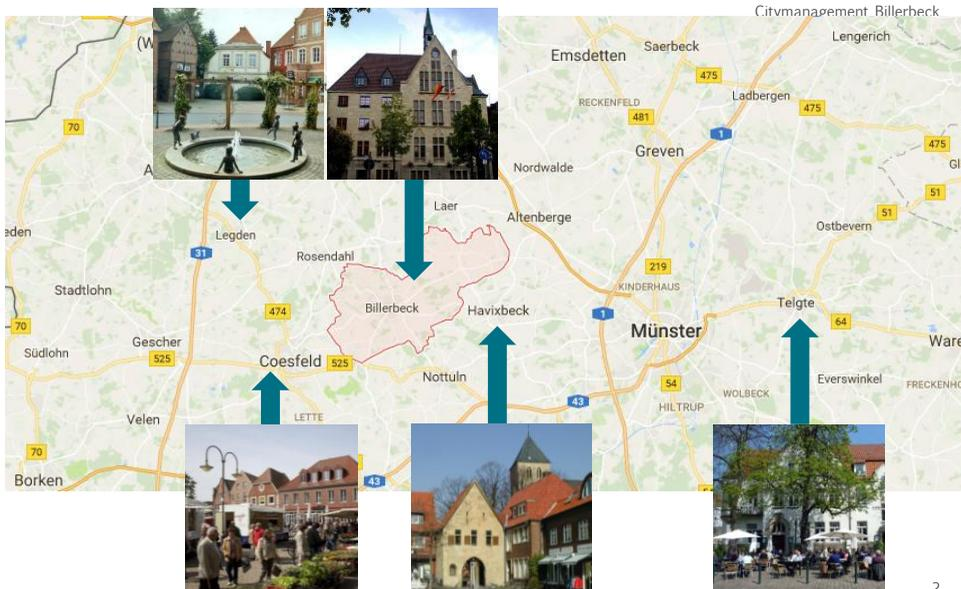 Citymanagement Billerbeck
(W
Emsdetten
Saerbeck
Lengerich
475
Ladbergen
RECKENFELD
475
70
481
1
Greven
475
A
Nordwalde
Gl
51
Laer
Altenberge
51
Ostbevern
eden
Legden
31
Rosendahl
219
KINDERHAUS
Stadtlohn
Billerbeck
Havixbeck
Telgte
474
1
64
70
Münster
Gescher
Ware
Südlohn
525
Coesfeld
525
Nottuln
54
Everswinkel
FRECKENHO
WOLBECK
43
HILTRUP
Velen
LETTE
70
Borken
43
2